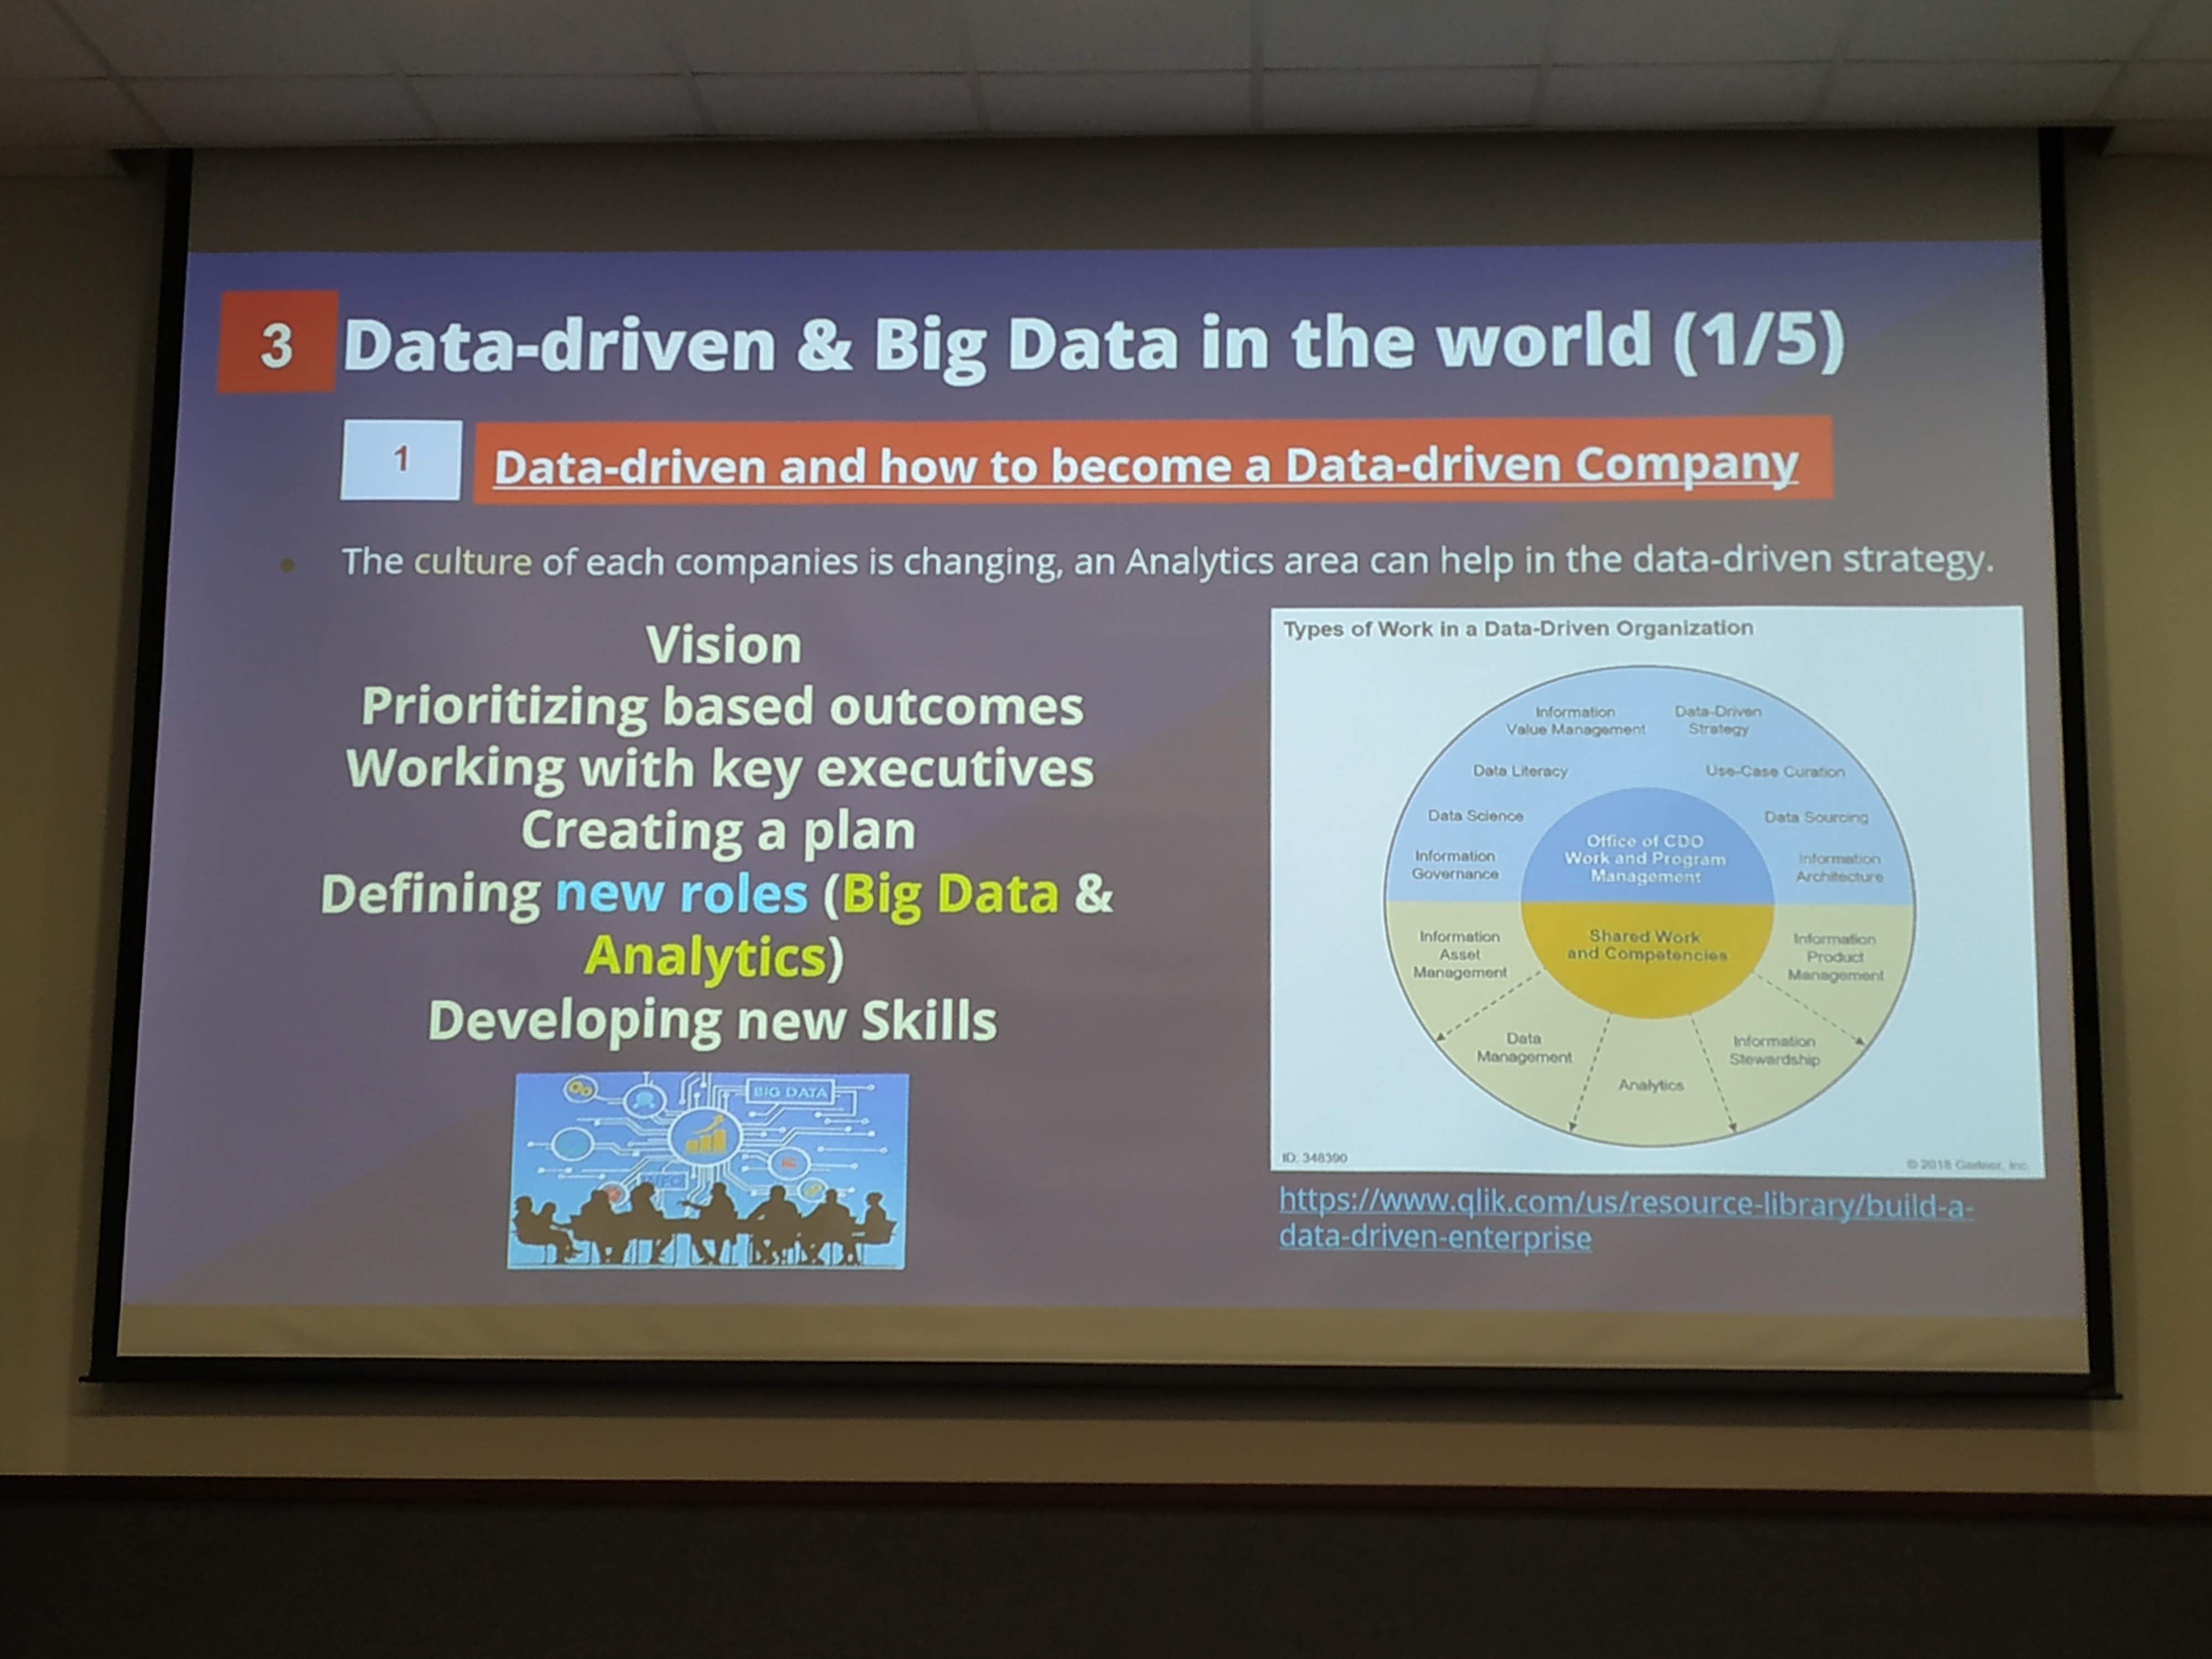 3 Data-driven & Big Data in the world (1/5)
1 Data-driven and how to become a Data-driven Company
• The culture of each companies is changing, an Analytics area can help in the data-driven strategy.
Vision
Prioritizing based outcomes
Working with key executives
Creating a plan
Defining new roles (Big Data &
Analytics)
Developing new Skills
BIG DATA
Types of Work in a Data-Driven Organization
Information
Value Management
Data-Driven
Strategy
Data Literacy
Use-Case Curation
Data Science
Data Sourcing
Office of CDO
Work and Program
Management
Information
Governance
Information
Architecture
Information
Asset
Management
Shared Work
and Competencies
Information
Product
Management
Data
Management
Information
Stewardship
Analytics
ID: 348390
© 2018 Gartner, Inc.
https://www.qlik.com/us/resource-library/build-a-
data-driven-enterprise